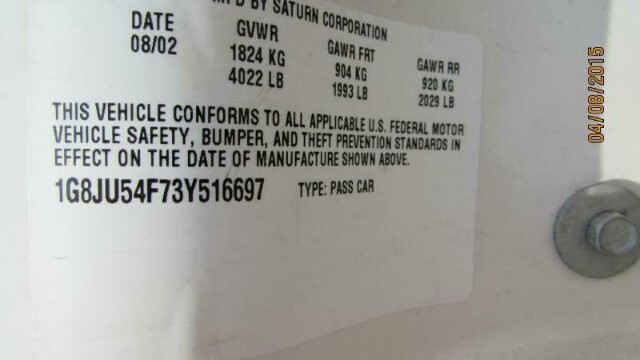 MFD BY SATURN CORPORATION
DATE GVWR GAWR FRT GAWR RR
08/02 1824 KG 904 KG 920 KG
4022 LB 1993 LB 2029 LB
THIS VEHICLE CONFORMS TO ALL APPLICABLE U.S. FEDERAL MOTOR
VEHICLE SAFETY, BUMPER, AND THEFT PREVENTION STANDARDS IN
EFFECT ON THE DATE OF MANUFACTURE SHOWN ABOVE.
1G8JU54F73Y516697 TYPE: PASS CAR
04/08/2015